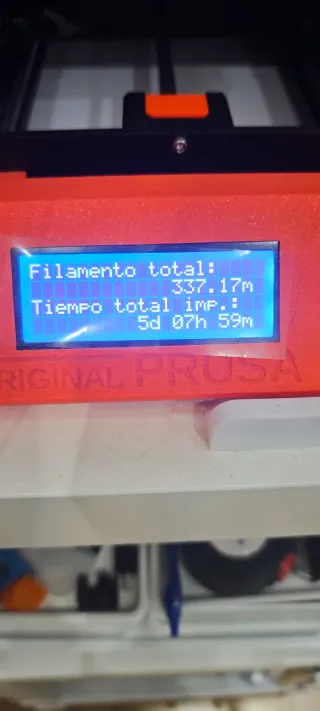 Filamento total:
337.17m
Tiempo total imp.:
5d 07h 59m
RIGINAL PRUSA